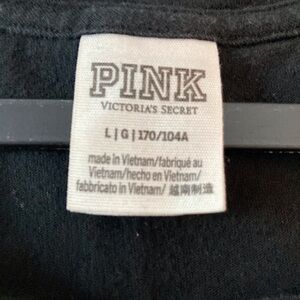 PINK
VICTORIA'S SECRET
L | G | 170/104A
made in Vietnam/fabriqué au
Vietnam/hecho en Vietnam/
fabbricato in Vietnam/ 越南制造